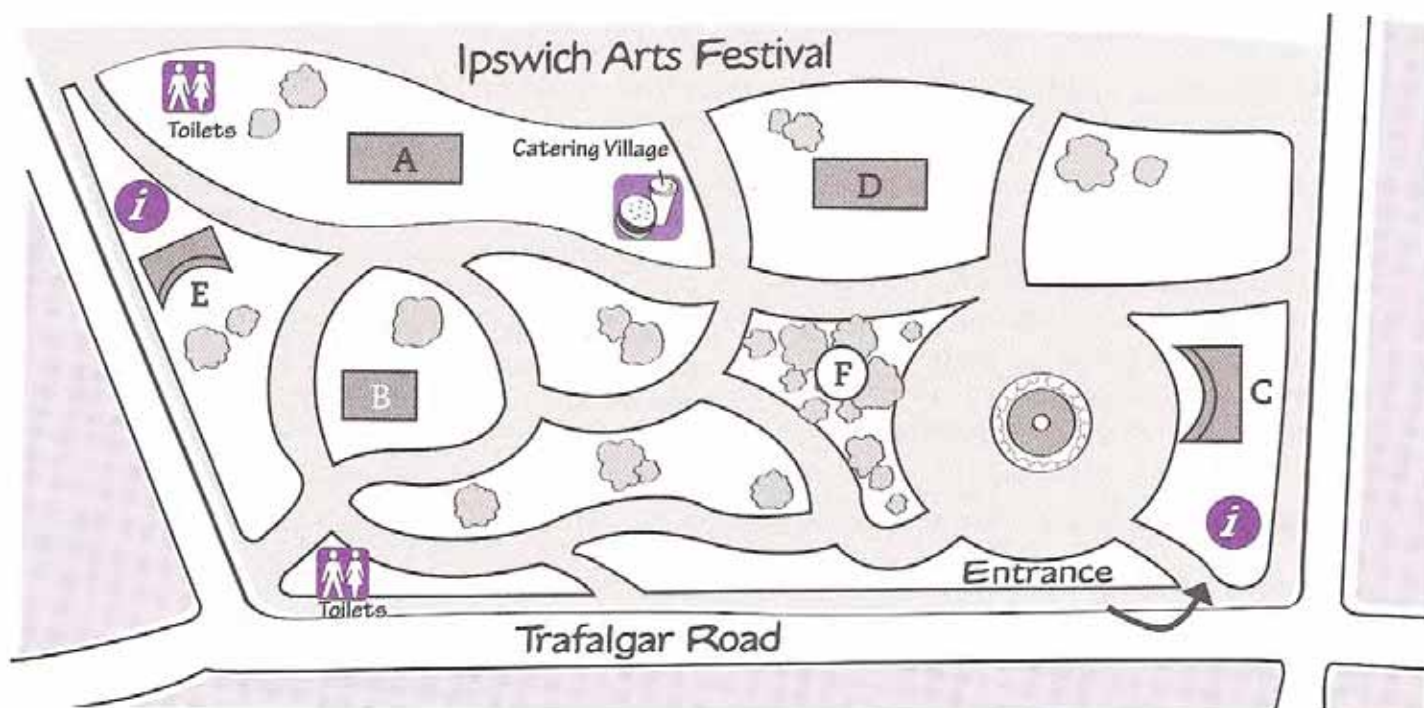 Ipswich Arts Festival
Toilets
A
Catering Village
D
i
E
B
F
C
i
Entrance
Toilets
Trafalgar Road